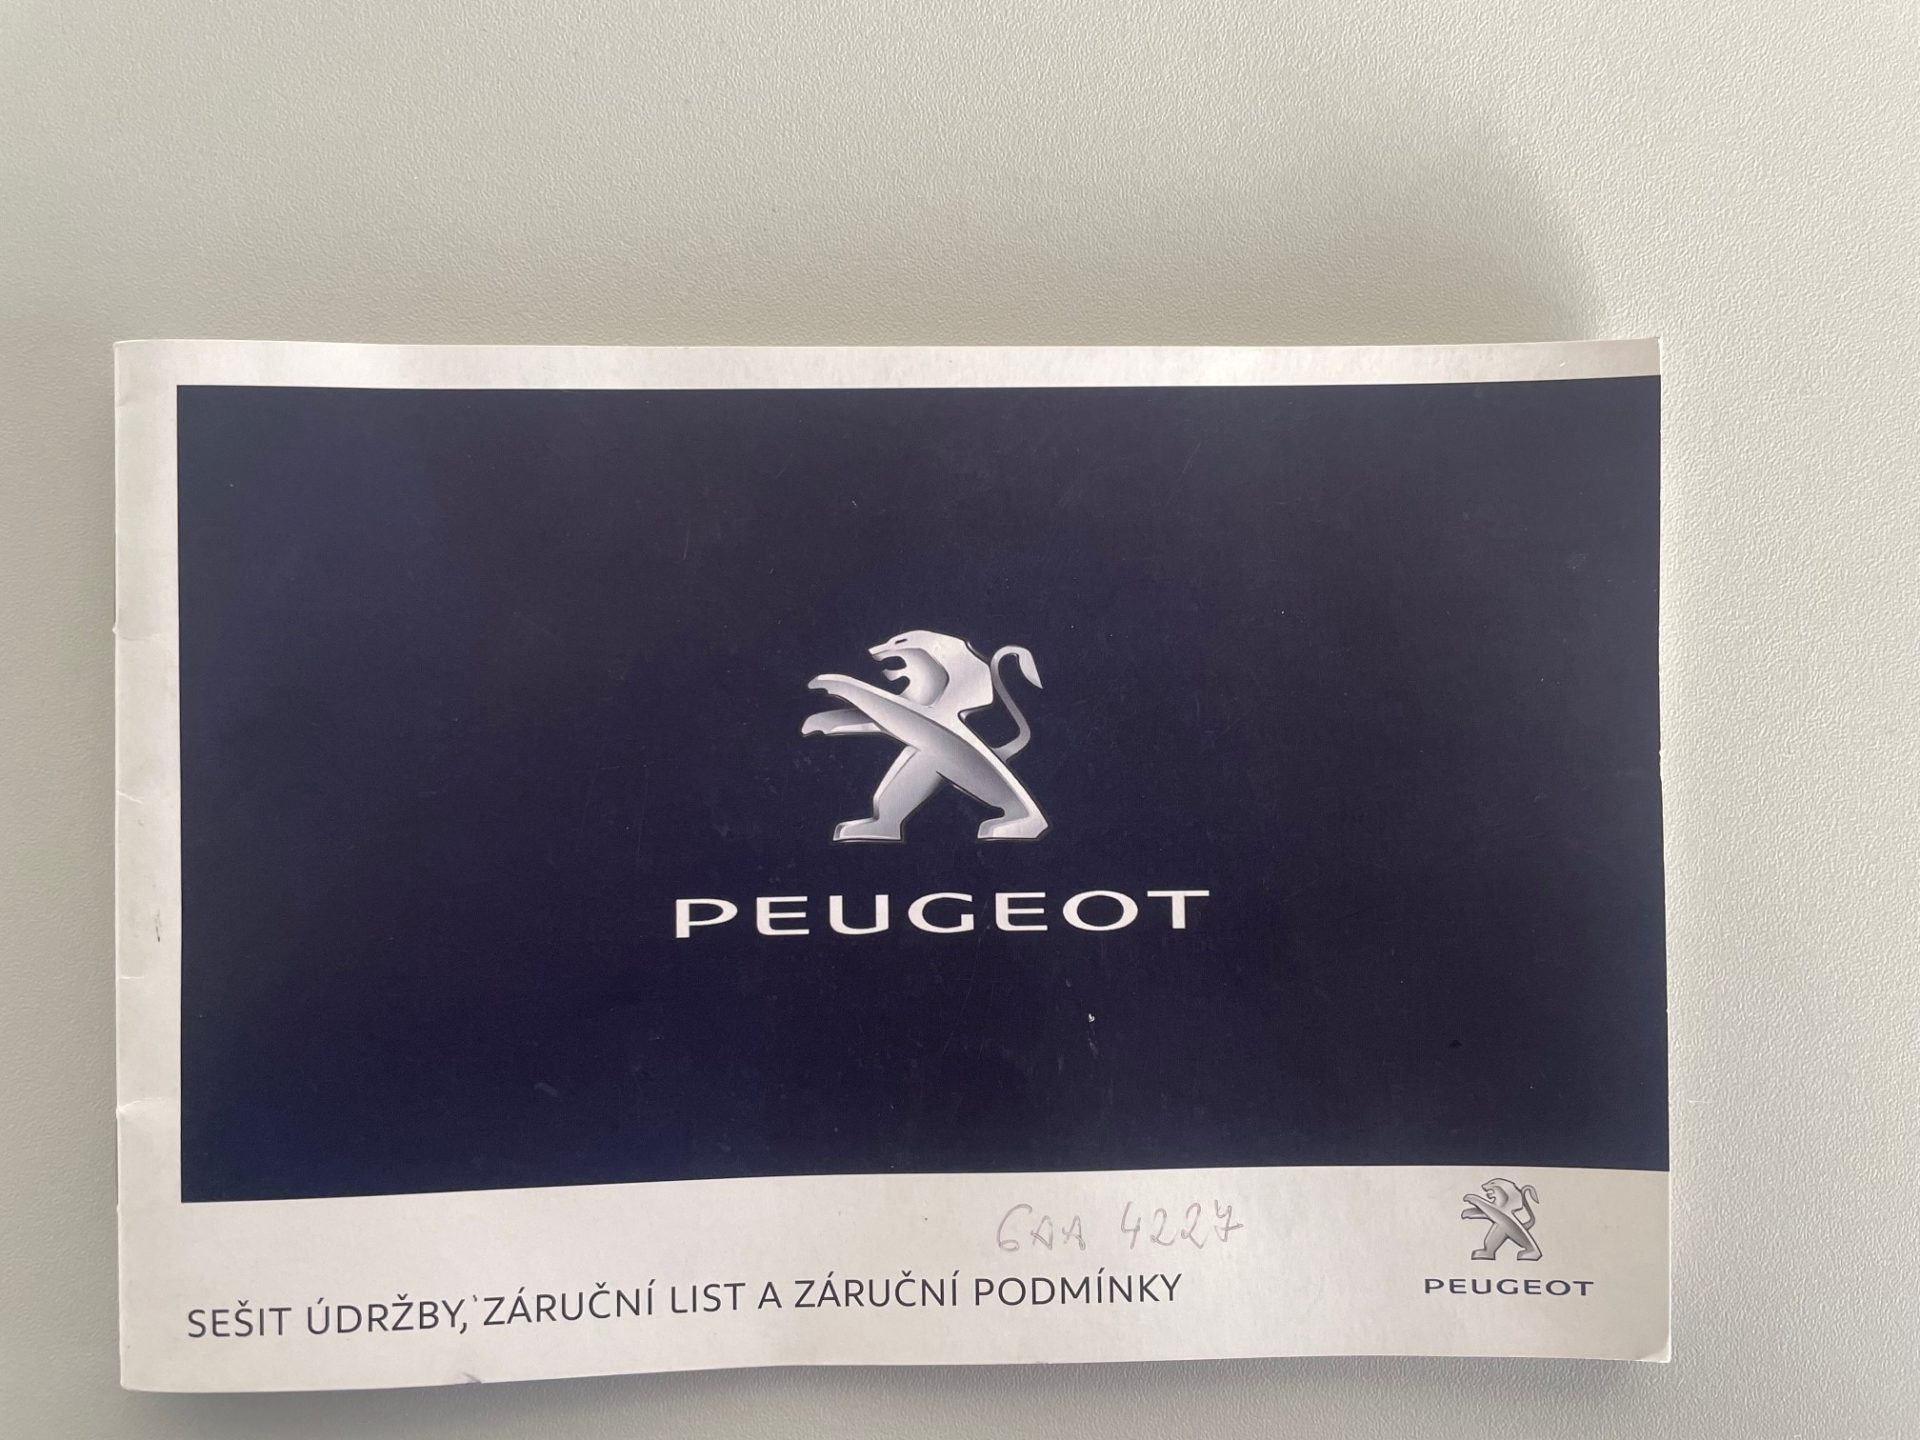 PEUGEOT
6AA 4227
SEŠIT ÚDRŽBY, ZÁRUČNÍ LIST A ZÁRUČNÍ PODMÍNKY
PEUGEOT